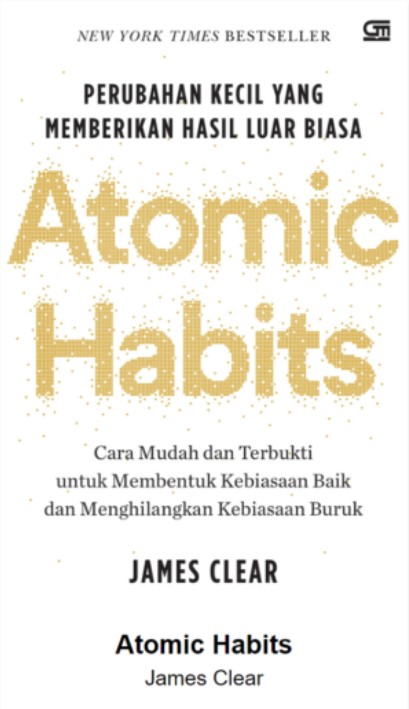 NEW YORK TIMES BESTSELLER
GM
PERUBAHAN KECIL YANG
MEMBERIKAN HASIL LUAR BIASA
Atomic
Habits
Cara Mudah dan Terbukti
untuk Membentuk Kebiasaan Baik
dan Menghilangkan Kebiasaan Buruk
JAMES CLEAR
Atomic Habits
James Clear